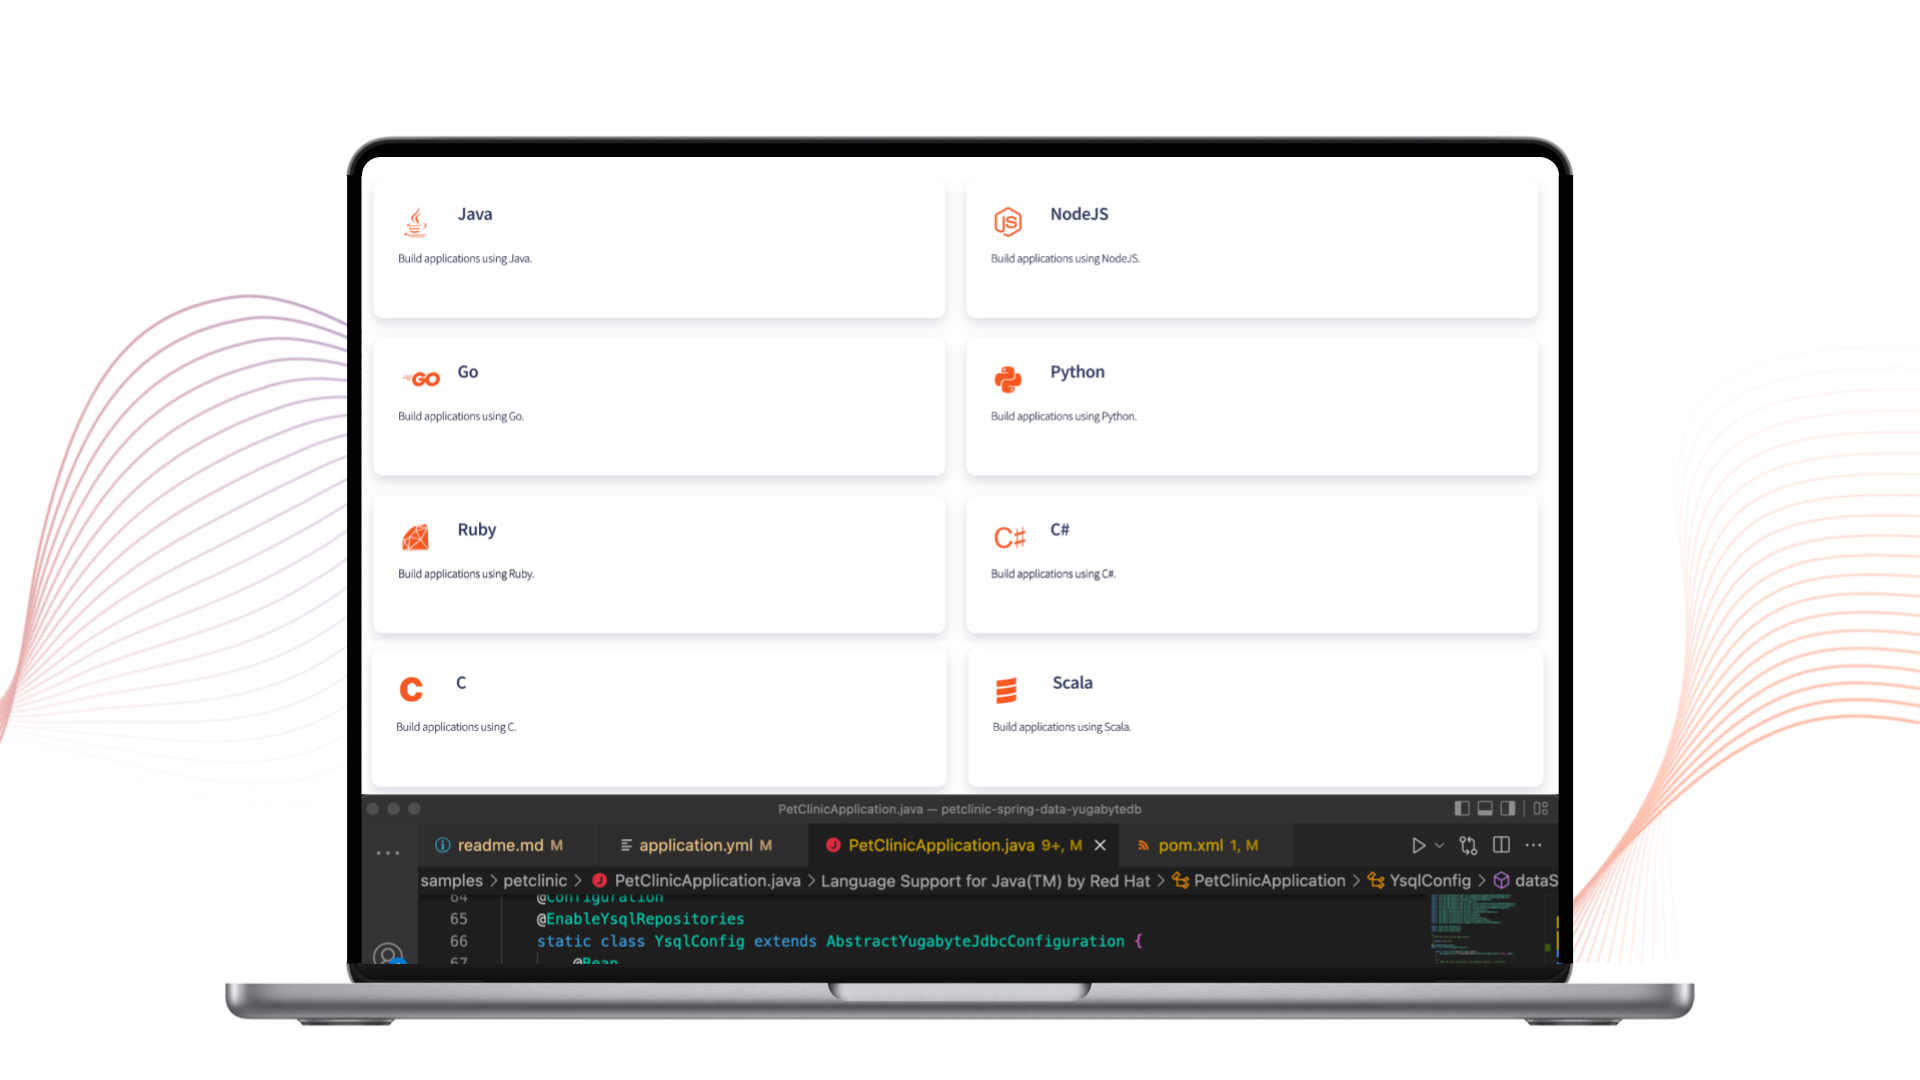 Java
Build applications using Java.
NodeJS
Build applications using NodeJS.
GO Go
Build applications using Go.
Python
Build applications using Python.
Ruby
Build applications using Ruby.
C# C#
Build applications using C#.
C C
Build applications using C.
Scala
Build applications using Scala.
PetClinicApplication.java — petclinic-spring-data-yugabytedb
readme.md M application.yml M PetClinicApplication.java 9+, M pom.xml 1, M
samples > petclinic > PetClinicApplication.java > Language Support for Java(TM) by Red Hat > PetClinicApplication > YsqlConfig > dataS
64 @Configuration
65 @EnableYsqlRepositories
66 static class YsqlConfig extends AbstractYugabyteJdbcConfiguration {
67 @Bean